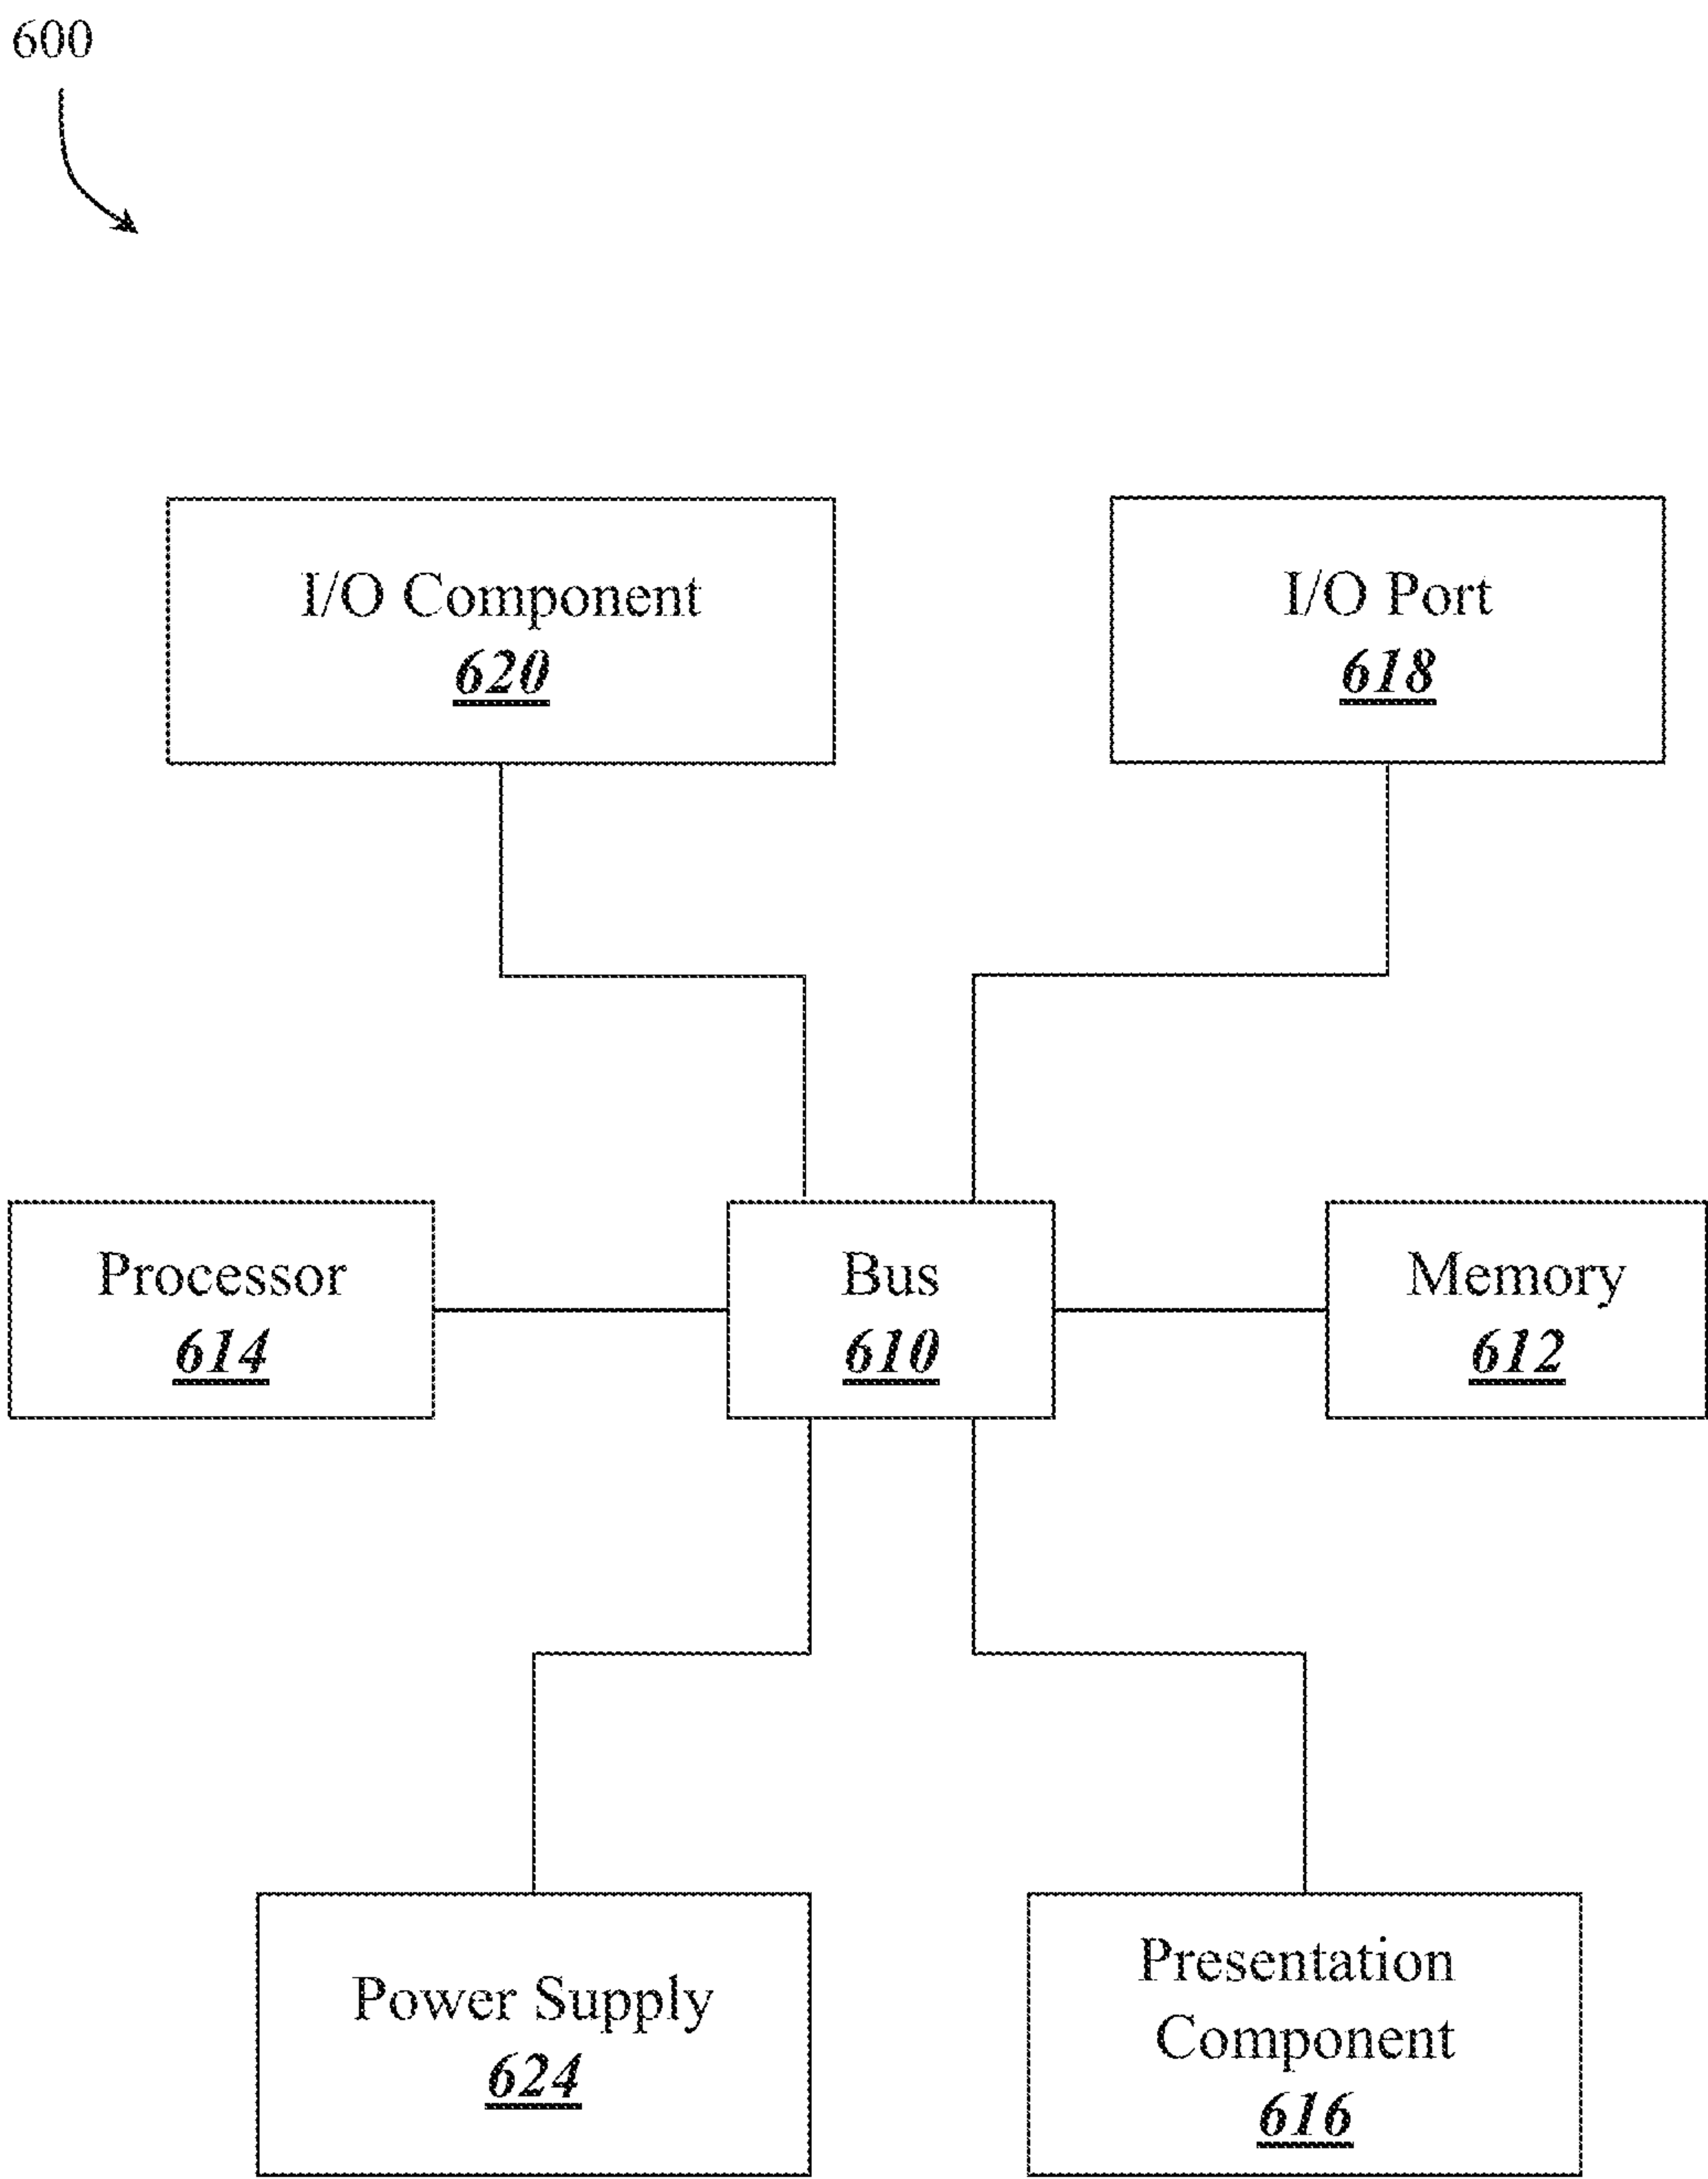 600
I/O Component
620
I/O Port
618
Processor
614
Bus
610
Memory
612
Power Supply
624
Presentation
Component
616